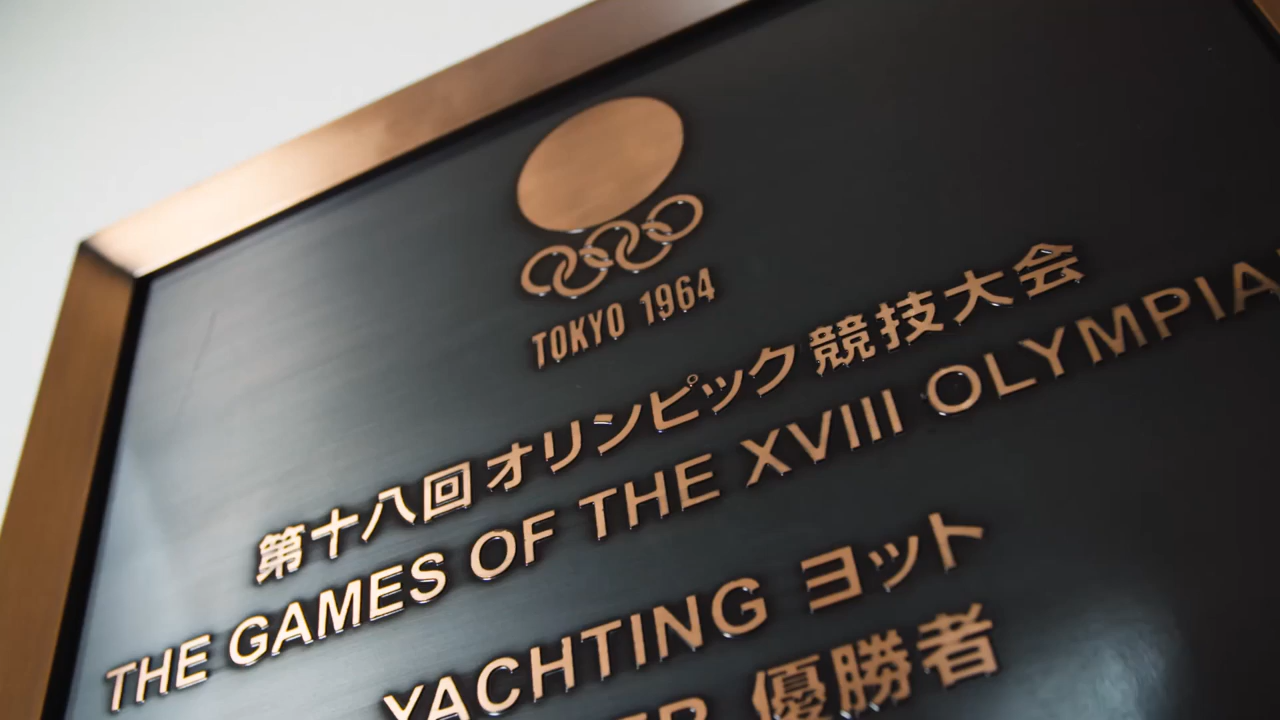 TOKYO 1964
第十八回オリンピック競技大会
THE GAMES OF THE XVIII OLYMPIA
YACHTING ヨット
優勝者